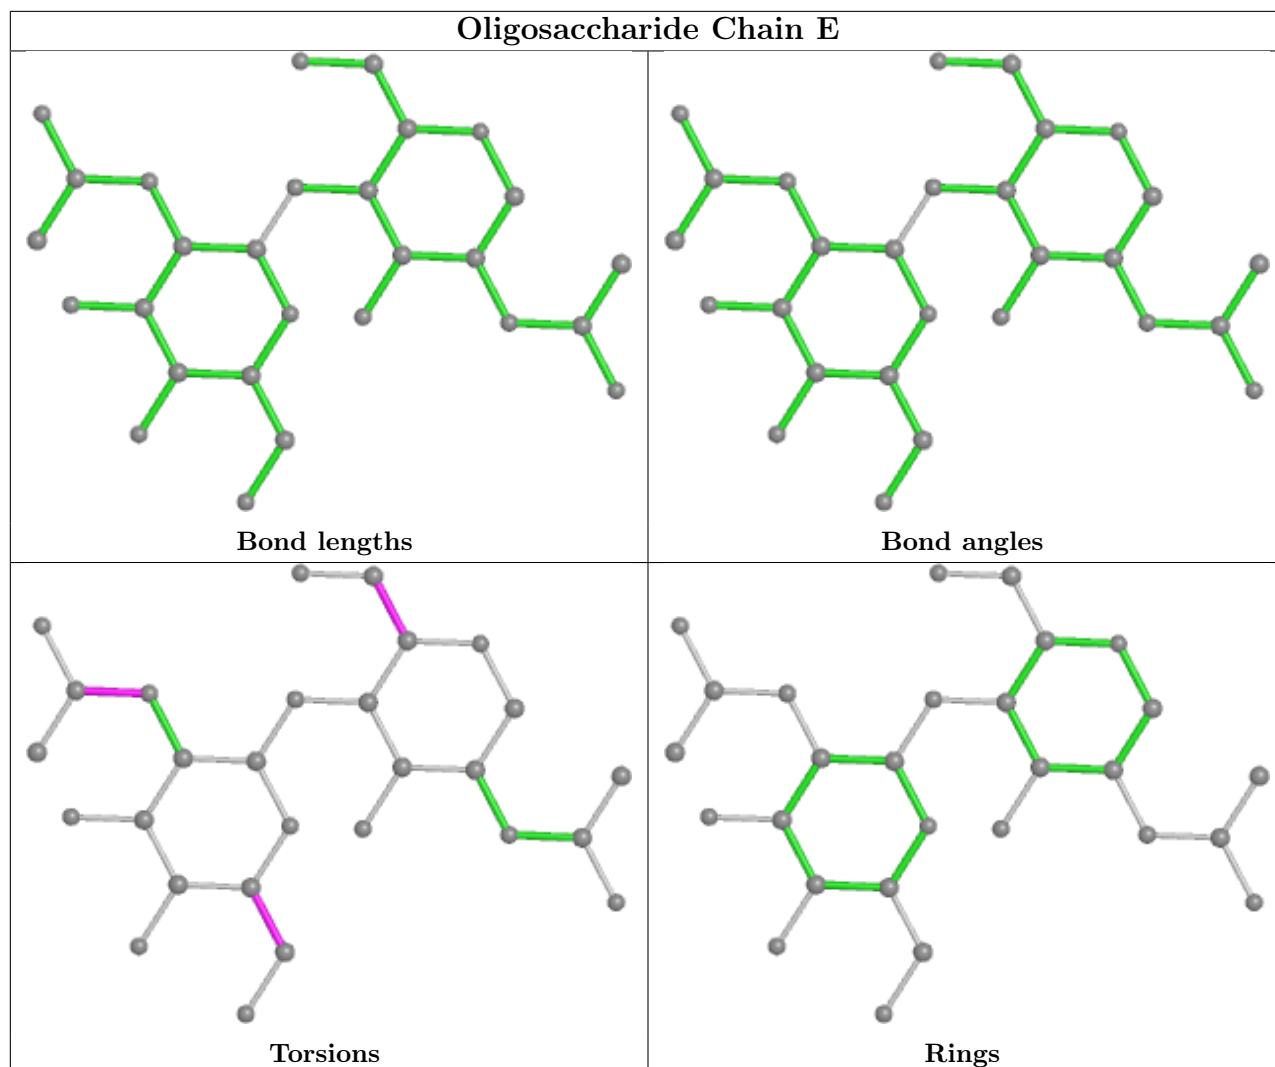 Oligosaccharide Chain E
Bond lengths
Bond angles
Torsions
Rings